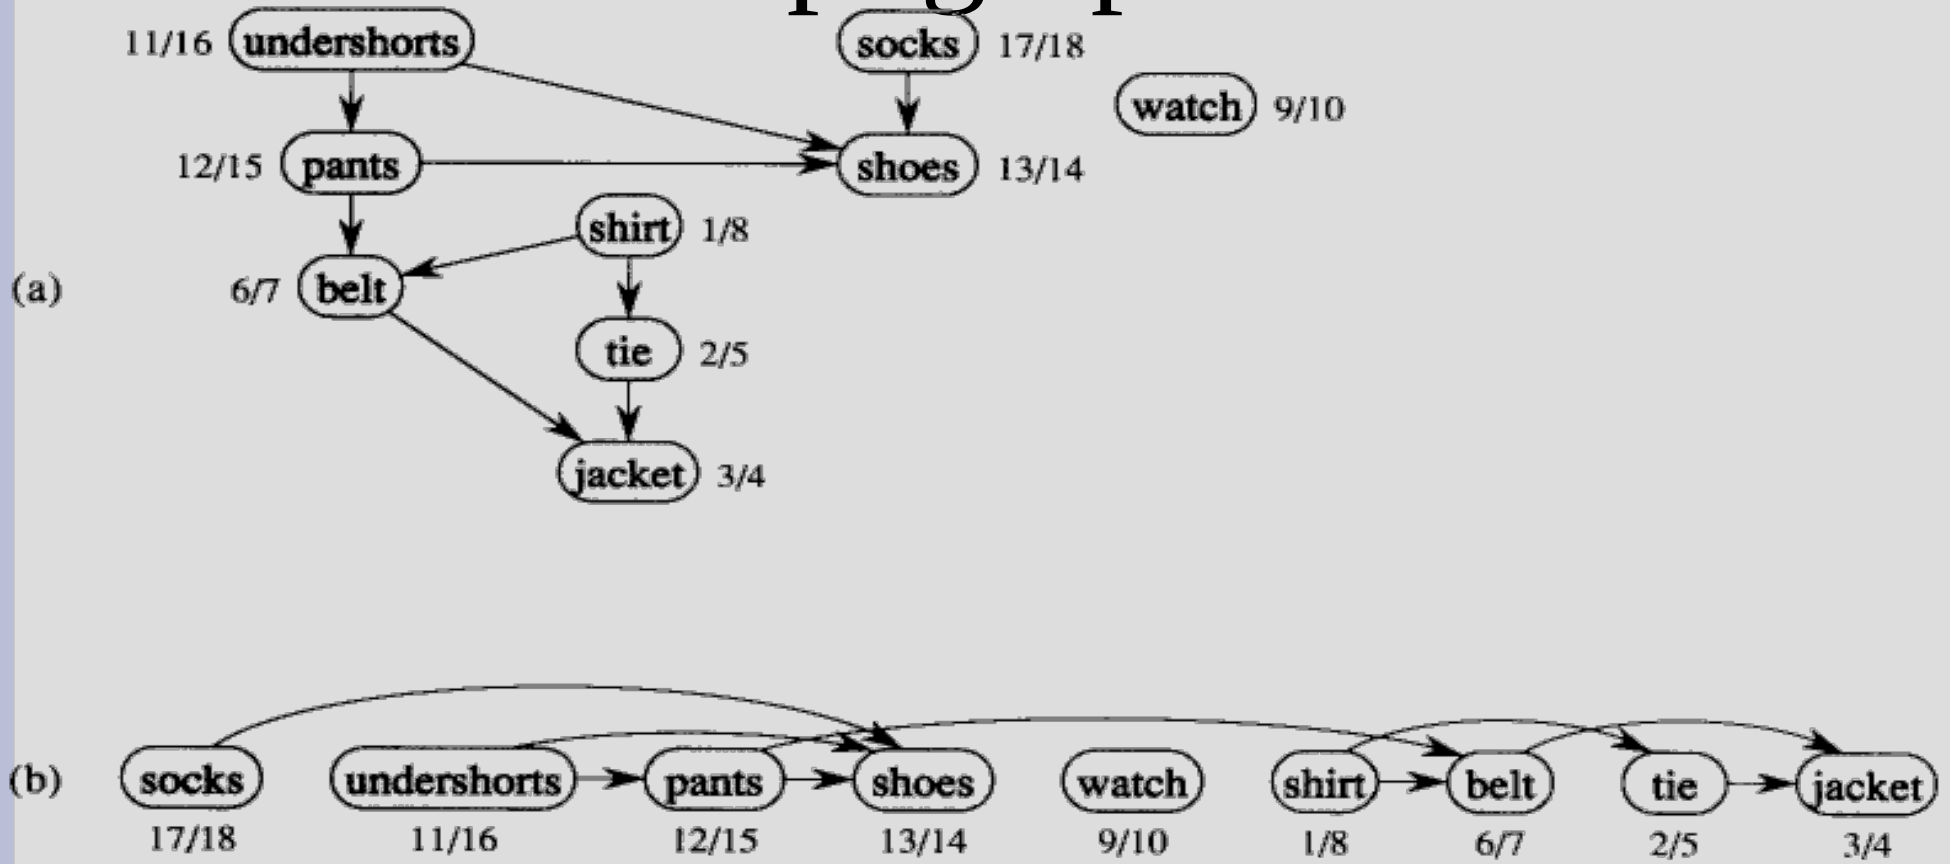 11/16 undershorts socks 17/18
watch 9/10
12/15 pants shoes 13/14
shirt 1/8
(a) 6/7 belt
tie 2/5
jacket 3/4
(b) socks undershorts pants shoes watch shirt belt tie jacket
17/18 11/16 12/15 13/14 9/10 1/8 6/7 2/5 3/4